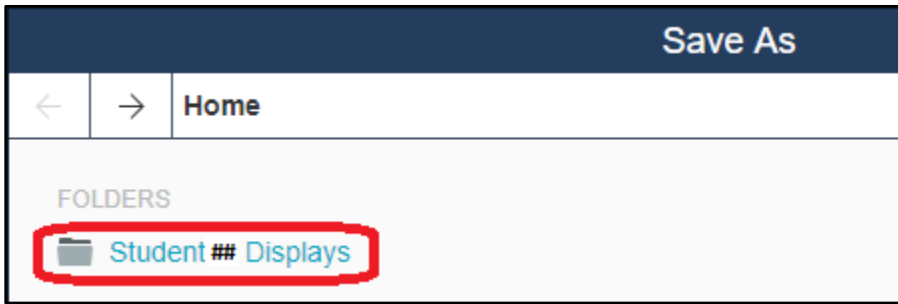 Save As
← → Home
FOLDERS
Student ## Displays